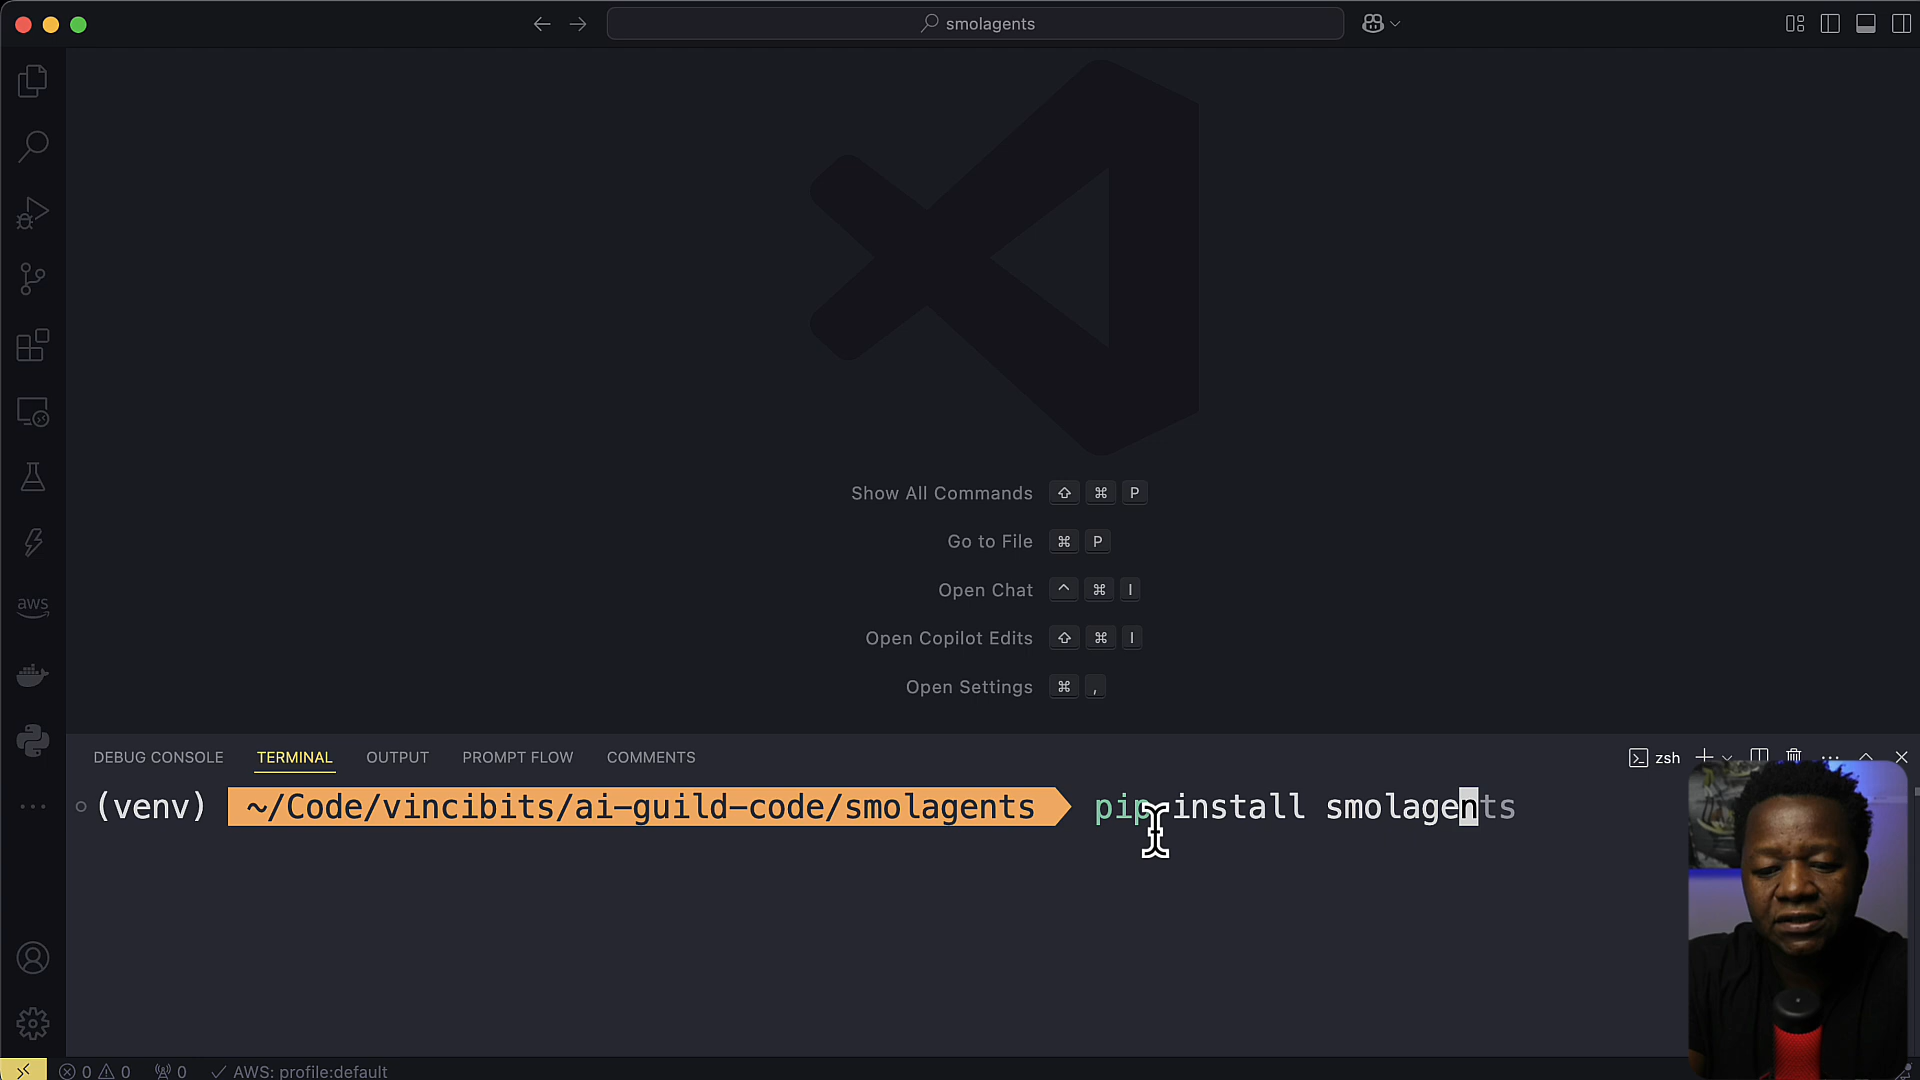 smolagents
Show All Commands ⇧ ⌘ P
Go to File ⌘ P
Open Chat ^ ⌘ I
Open Copilot Edits ⇧ ⌘ I
Open Settings ⌘ ,
aws
DEBUG CONSOLE TERMINAL OUTPUT PROMPT FLOW COMMENTS zsh
(venv) ~/Code/vincibits/ai-guild-code/smolagents pip install smolagents
0 0 0 AWS: profile:default